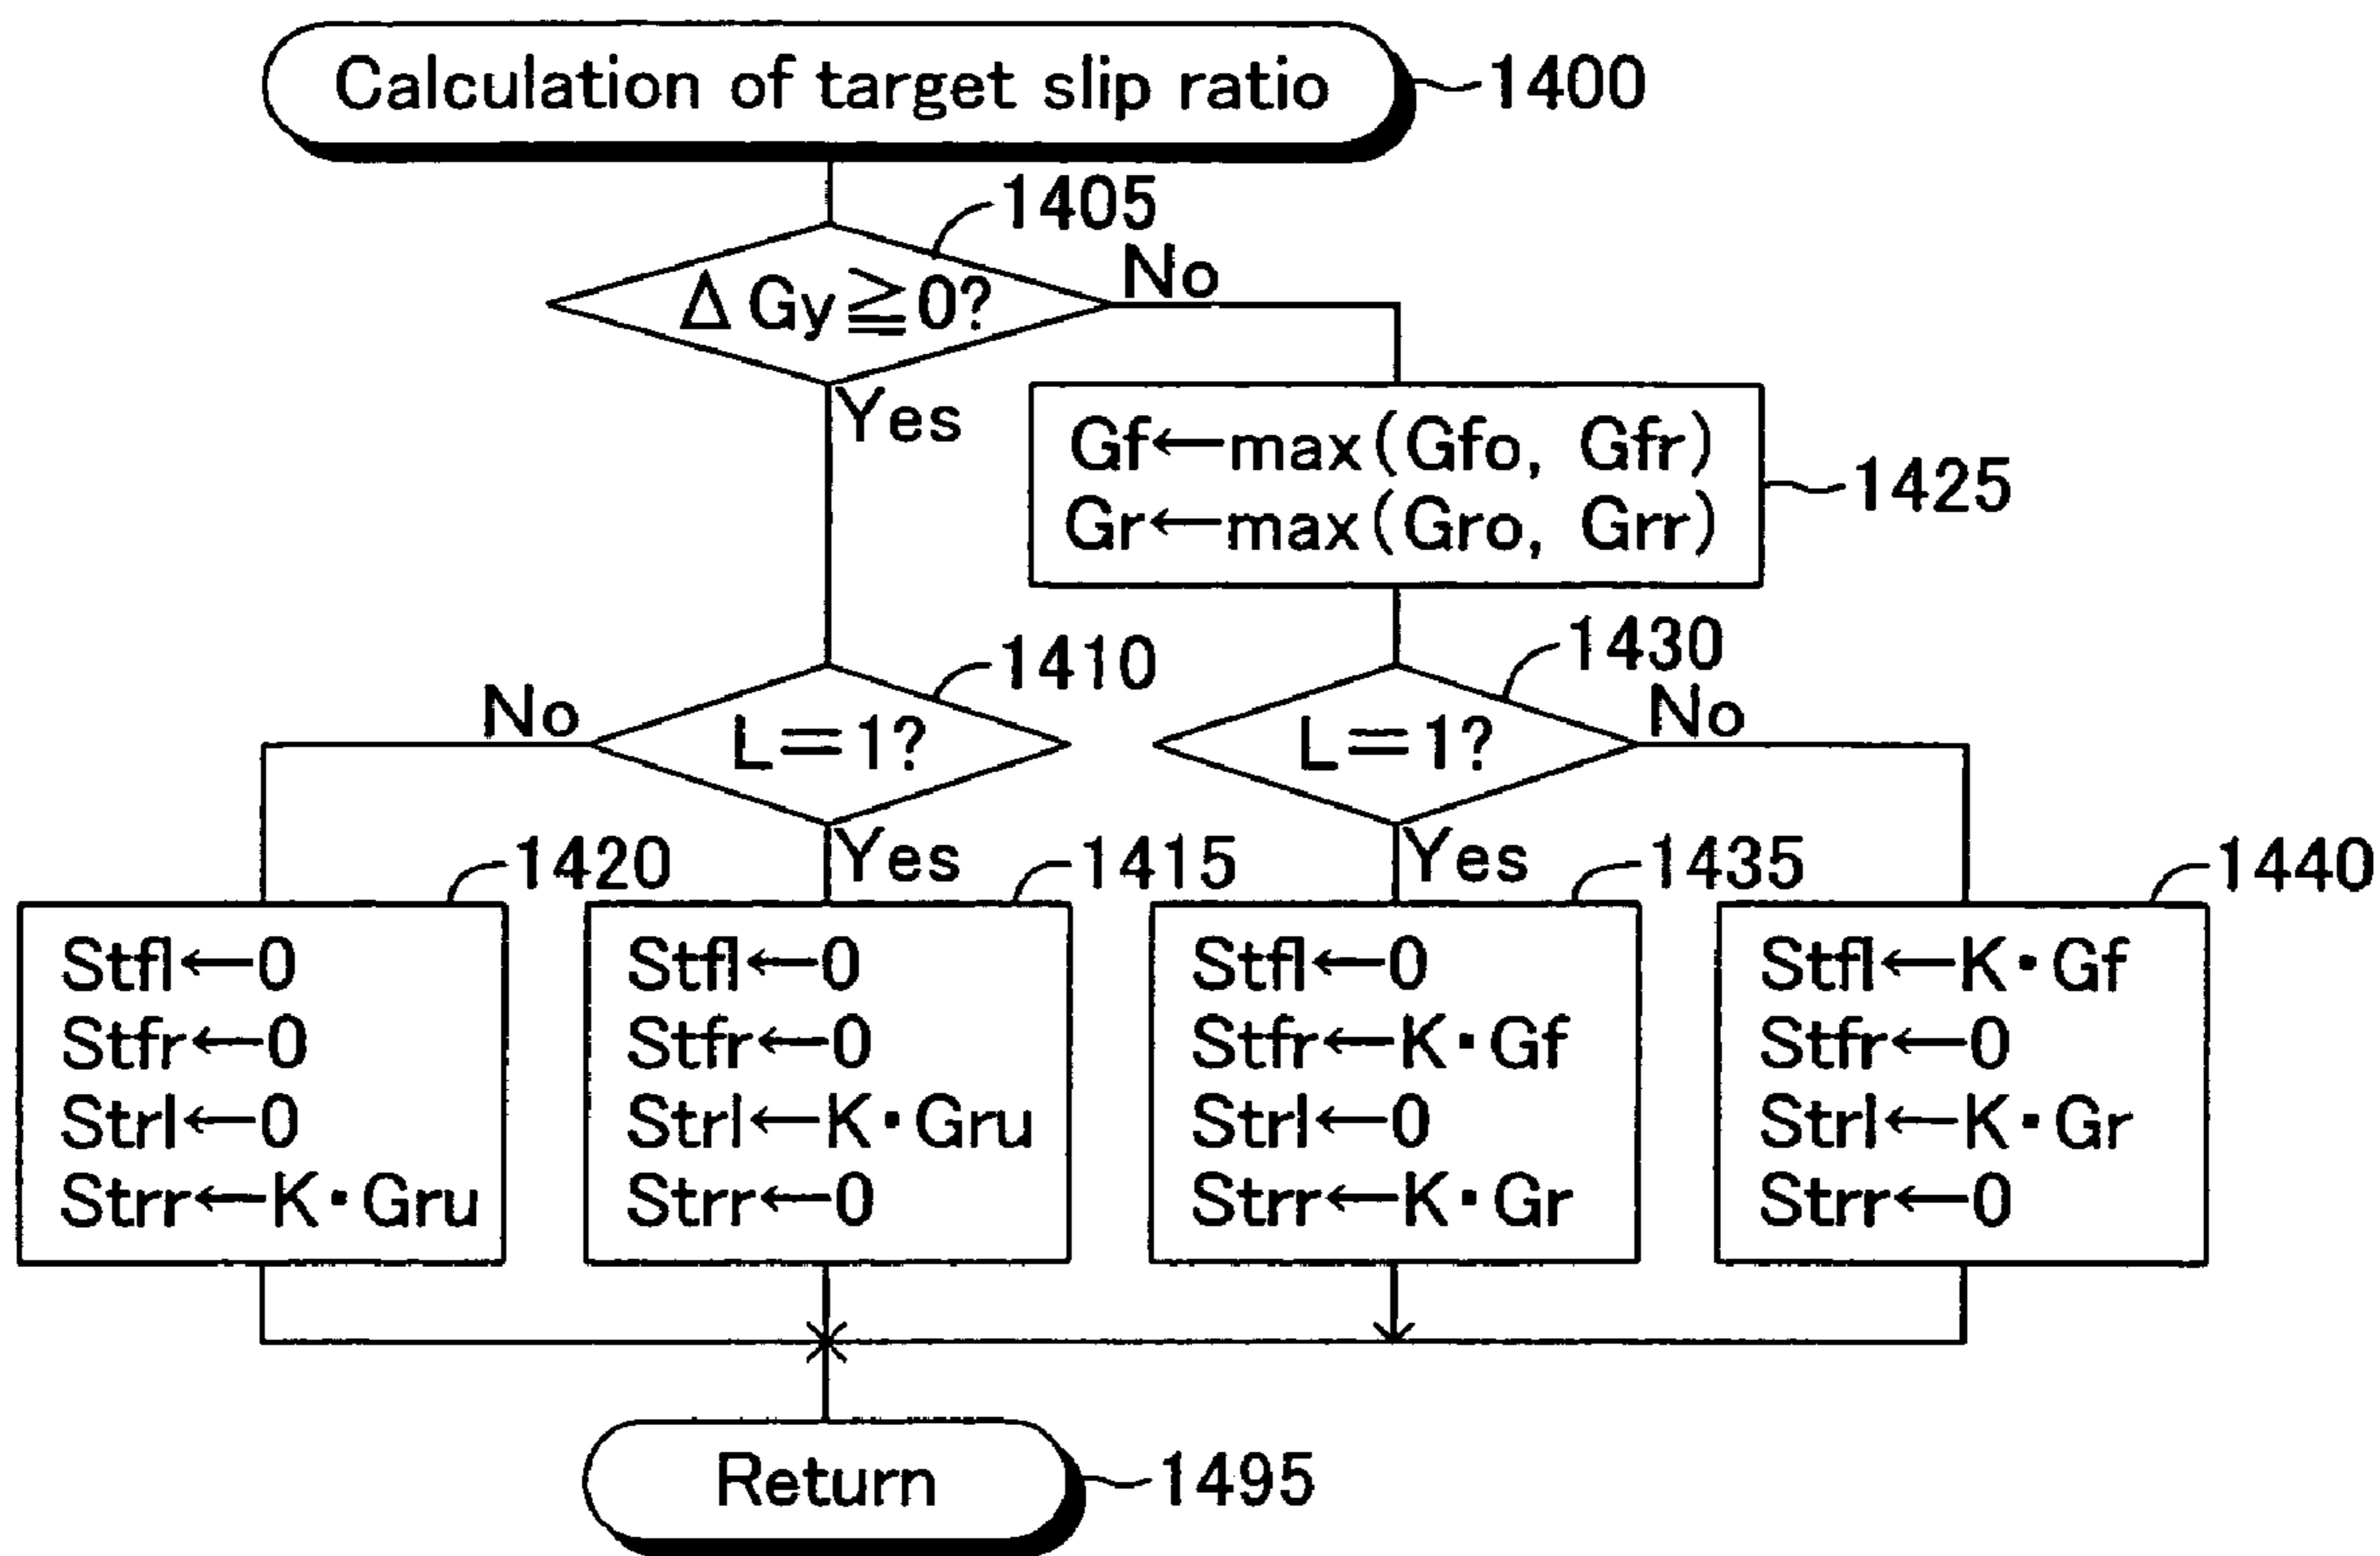 Calculation of target slip ratio
1400
1405
Δ Gy≧0?
No
Yes
Gf←max(Gfo, Gfr)
Gr←max(Gro, Grr)
1425
1410
1430
No
L=1?
L=1?
No
Yes
Yes
1420
1415
1435
1440
Stfl←0
Stfr←0
Strl←0
Strr←K・Gru
Stfl←0
Stfr←0
Strl←K・Gru
Strr←0
Stfl←0
Stfr←K・Gf
Strl←0
Strr←K・Gr
Stfl←K・Gf
Stfr←0
Strl←K・Gr
Strr←0
Return
1495